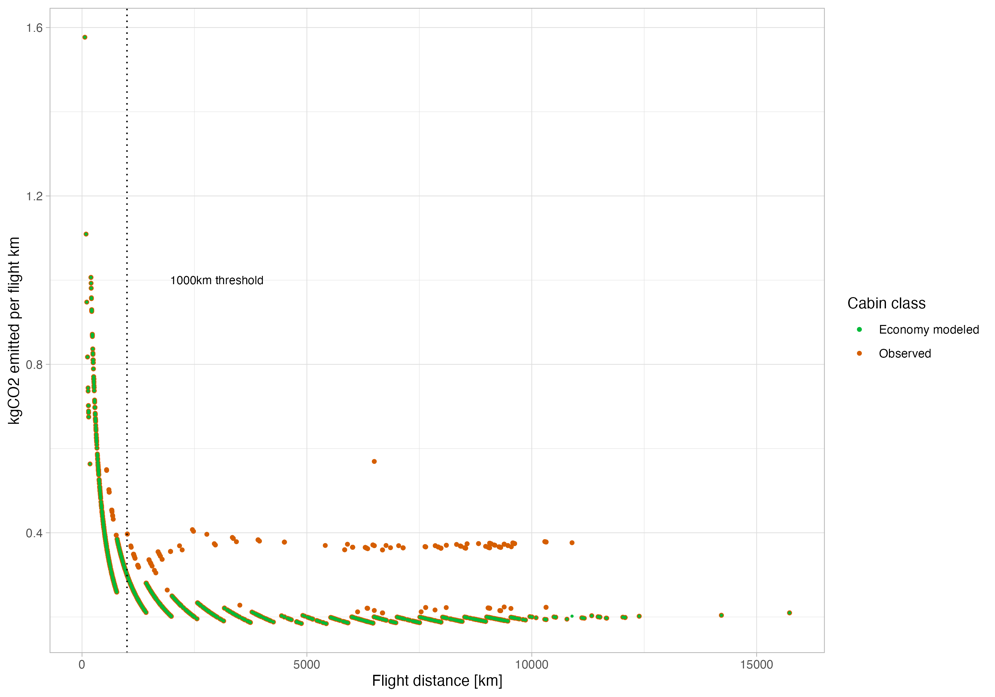 1.6
1.2
0.8
0.4
kgCO2 emitted per flight km
1000km threshold
Cabin class
Economy modeled
Observed
0 5000 10000 15000
Flight distance [km]